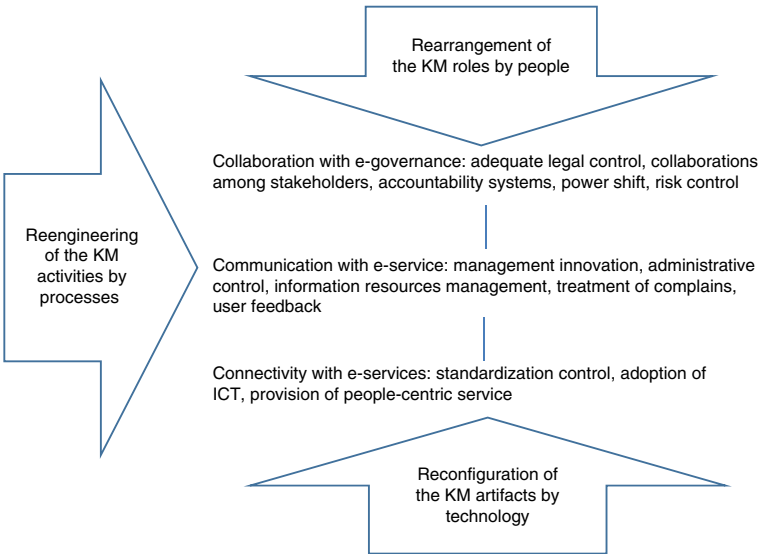 Rearrangement of
the KM roles by people
Collaboration with e-governance: adequate legal control, collaborations
among stakeholders, accountability systems, power shift, risk control
Reengineering
of the KM
activities by
processes
Communication with e-service: management innovation, administrative
control, information resources management, treatment of complains,
user feedback
Connectivity with e-services: standardization control, adoption of
ICT, provision of people-centric service
Reconfiguration of
the KM artifacts by
technology